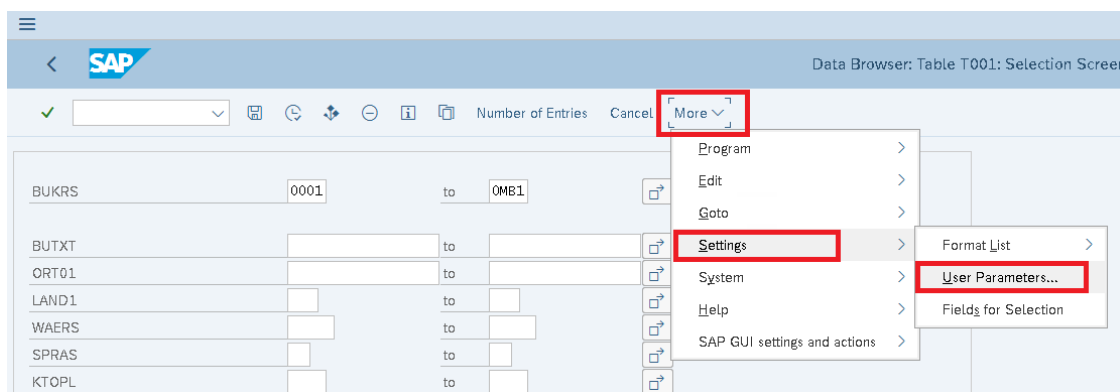 SAP
Data Browser: Table T001: Selection Screen
Number of Entries Cancel More
Program
BUKRS 0001 to 0MB1 Edit
Goto
BUTXT to Settings Format List
ORT01 to System User Parameters...
LAND1 to Help Fields for Selection
WAERS to
SPRAS to SAP GUI settings and actions
KTOPL to